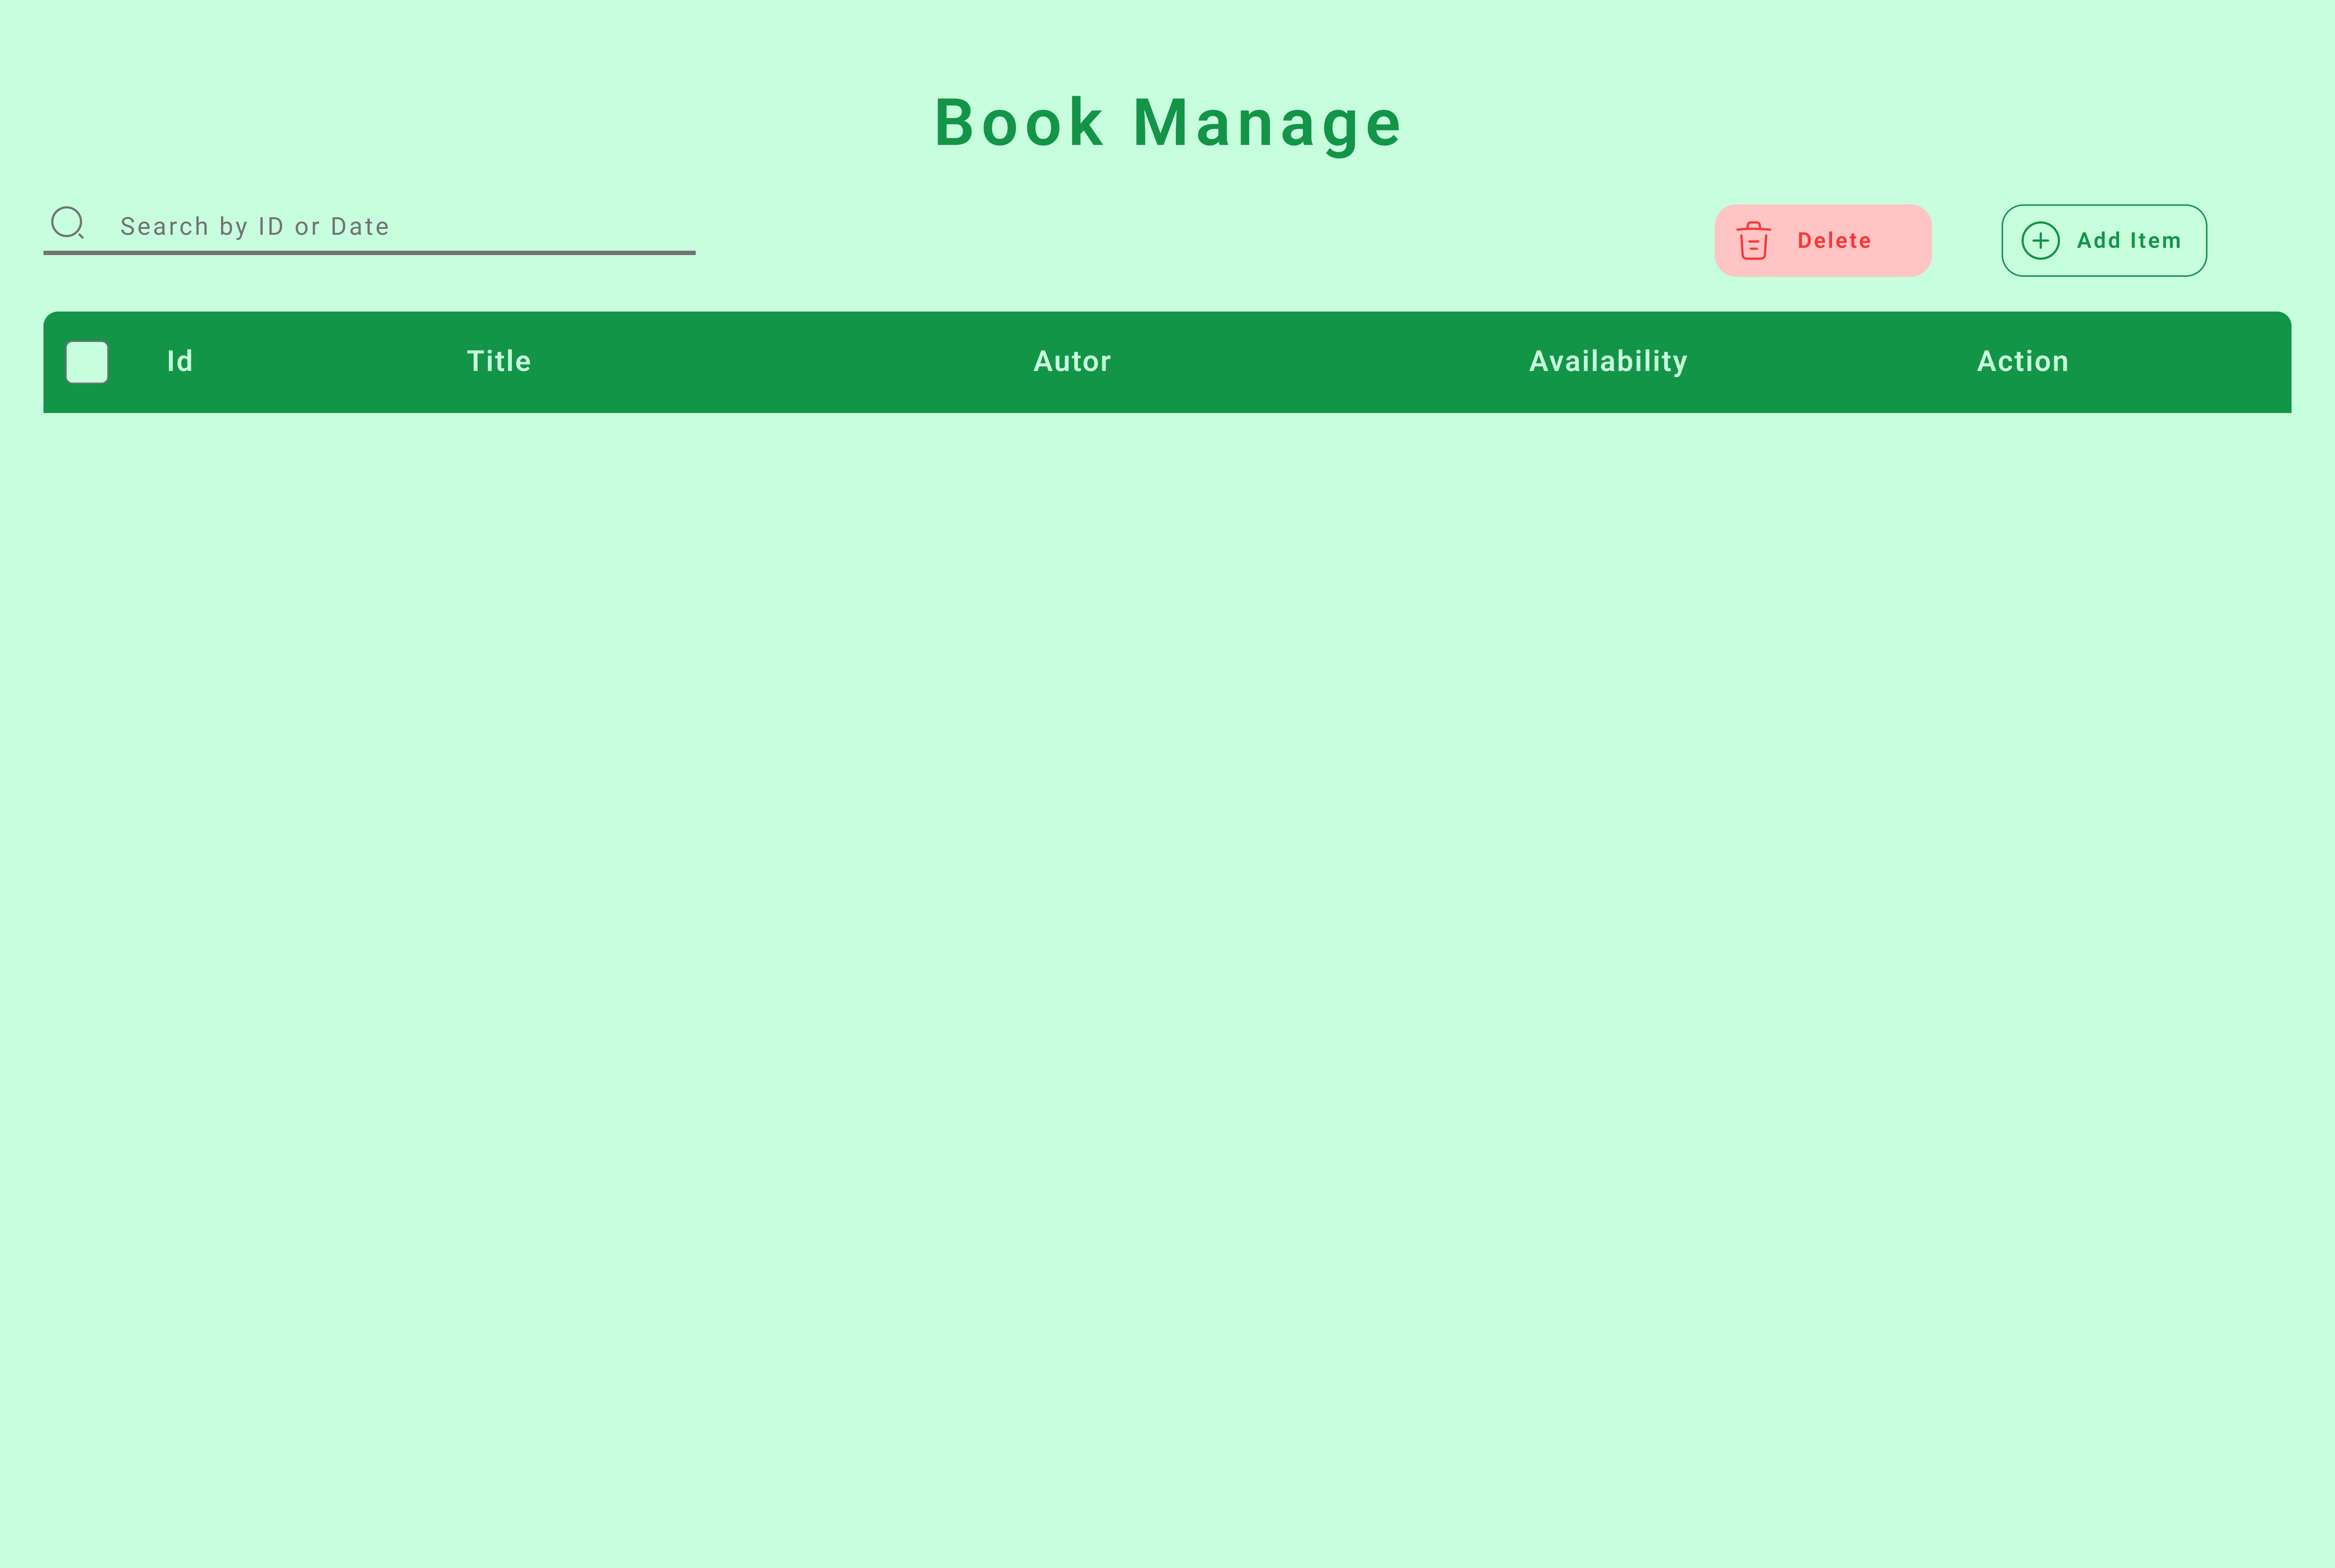 Book Manage
Search by ID or Date
Delete
Add Item
Id Title Autor Availability Action